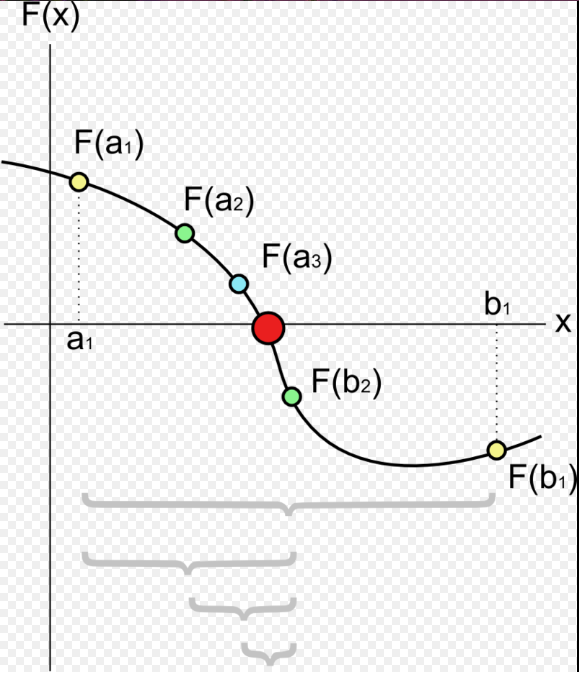 F(x)
F(a₁)
F(a₂)
F(a₃)
b₁
x
a₁
F(b₂)
F(b₁)